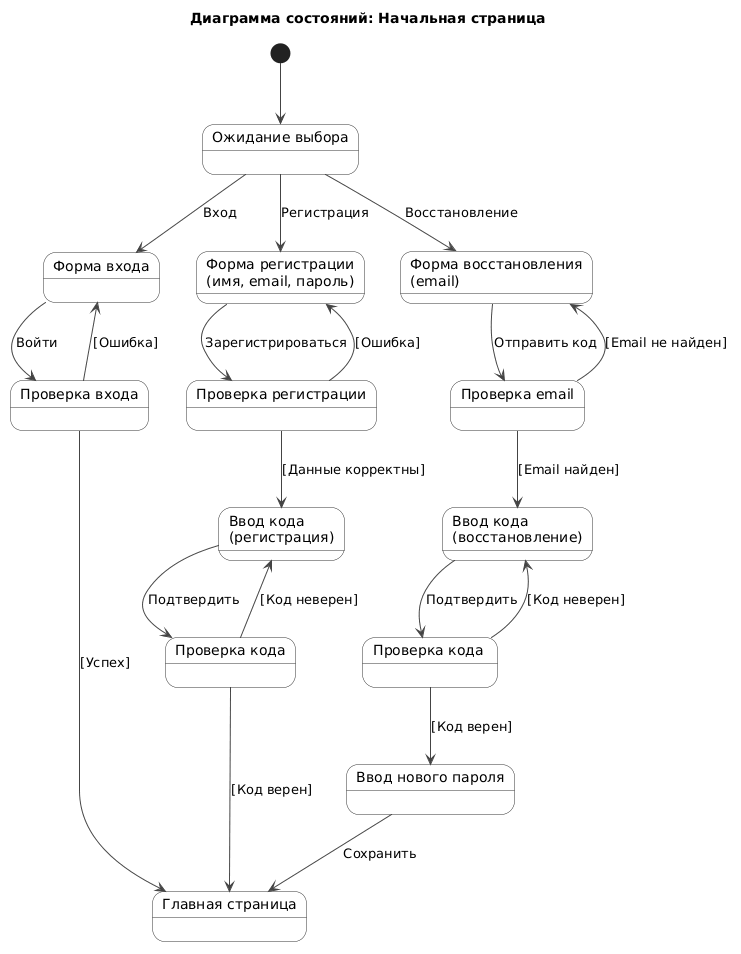 Диаграмма состояний: Начальная страница
Ожидание выбора
Вход
Регистрация
Восстановление
Форма входа
Форма регистрации
(имя, email, пароль)
Форма восстановления
(email)
Войти
[Ошибка]
Зарегистрироваться
[Ошибка]
Отправить код
[Email не найден]
Проверка входа
Проверка регистрации
Проверка email
[Данные корректны]
[Email найден]
Ввод кода
(регистрация)
Ввод кода
(восстановление)
Подтвердить
[Код неверен]
Подтвердить
[Код неверен]
Проверка кода
Проверка кода
[Успех]
[Код верен]
Ввод нового пароля
[Код верен]
Сохранить
Главная страница